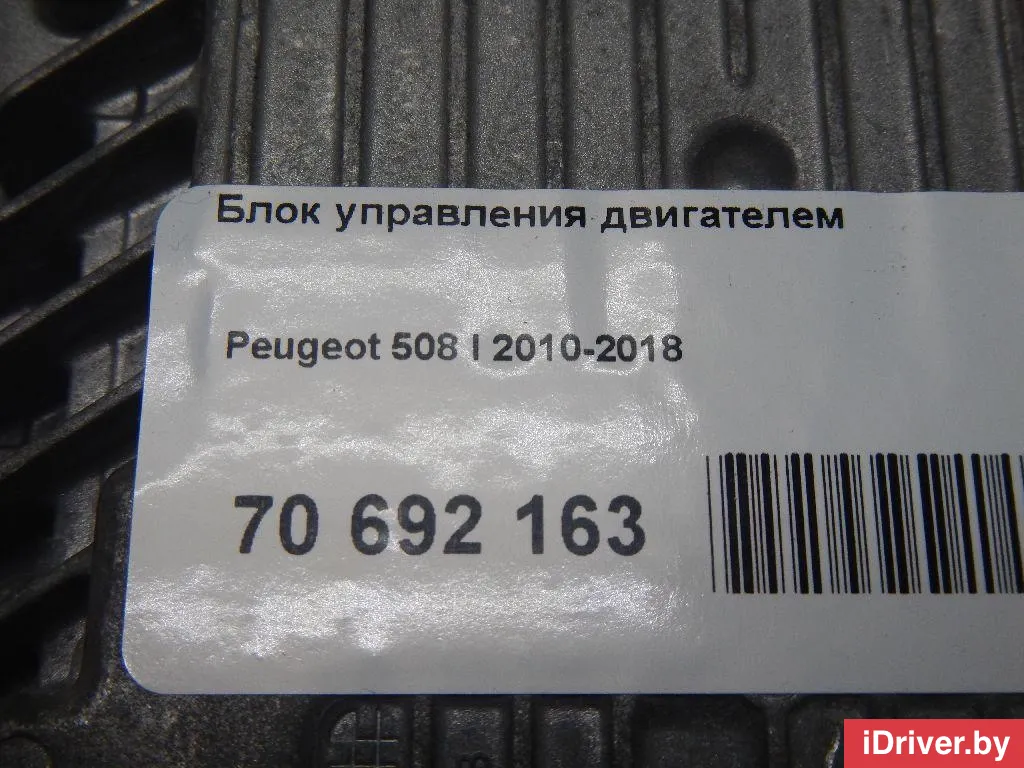 Блок управления двигателем
Peugeot 508 I 2010-2018
70 692 163
iDriver.by